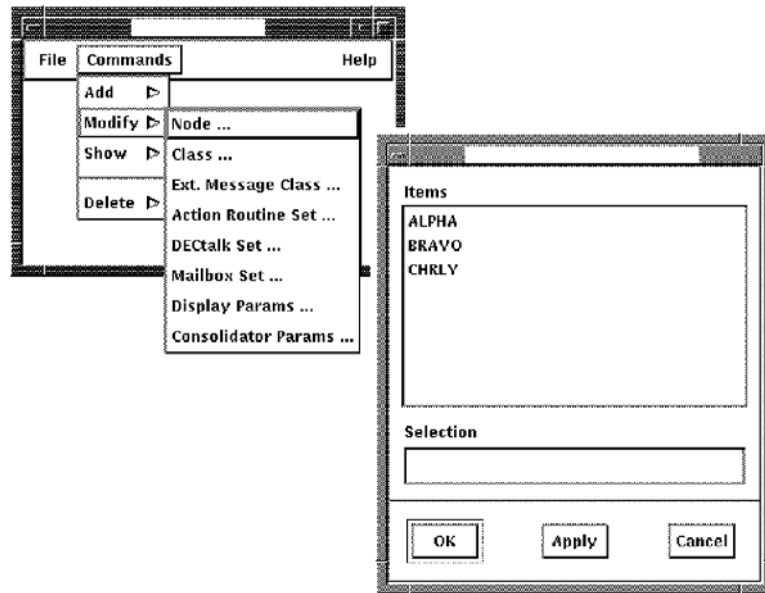 File Commands Help
Add
Modify
Show
Delete
Node ...
Class ...
Ext. Message Class ...
Action Routine Set ...
DECtalk Set ...
Mailbox Set ...
Display Params ...
Consolidator Params ...
Items
ALPHA
BRAVO
CHRLY
Selection
OK Apply Cancel